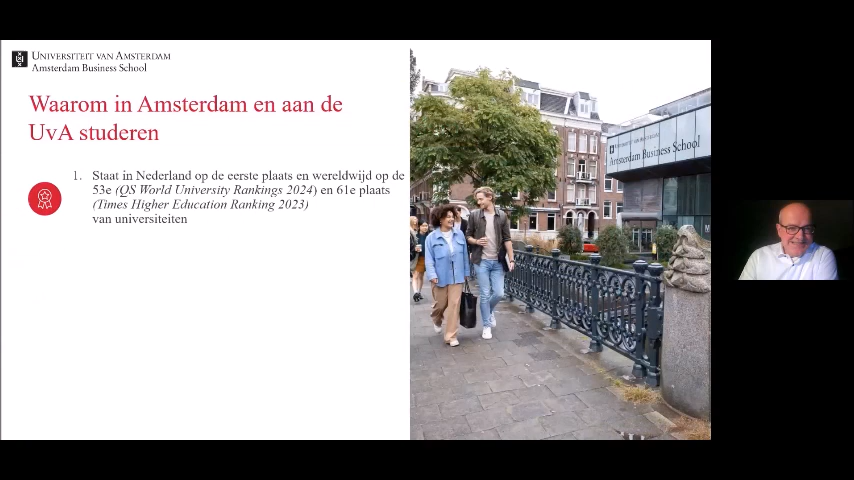 UNIVERSITEIT VAN AMSTERDAM
Amsterdam Business School
Waarom in Amsterdam en aan de
UvA studeren
1. Staat in Nederland op de eerste plaats en wereldwijd op de
53e (QS World University Rankings 2024) en 61e plaats
(Times Higher Education Ranking 2023)
van universiteiten
Amsterdam Business School